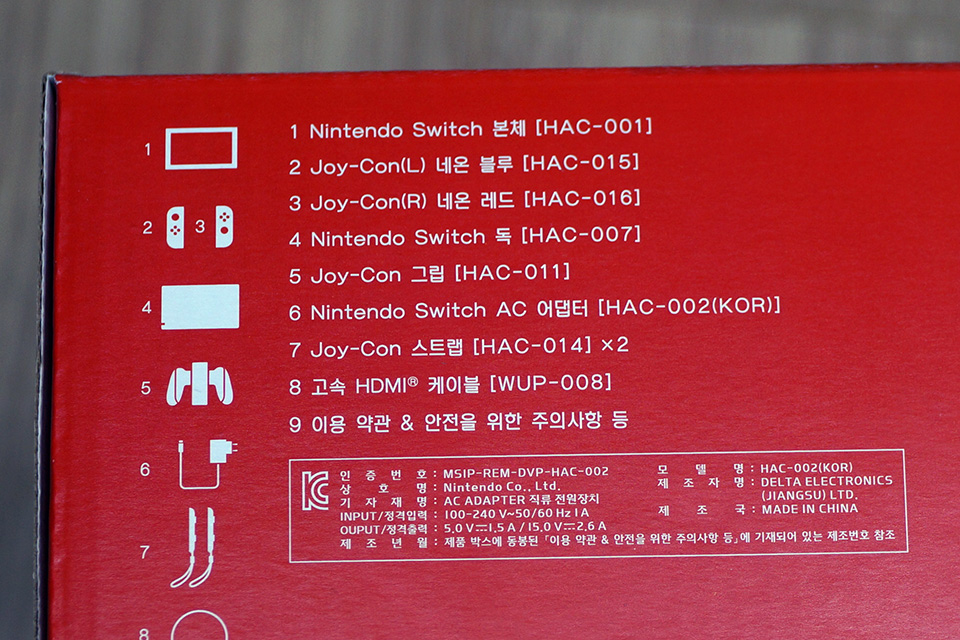 1 Nintendo Switch 본체 [HAC-001]
2 Joy-Con(L) 네온 블루 [HAC-015]
3 Joy-Con(R) 네온 레드 [HAC-016]
4 Nintendo Switch 독 [HAC-007]
5 Joy-Con 그립 [HAC-011]
6 Nintendo Switch AC 어댑터 [HAC-002(KOR)]
7 Joy-Con 스트랩 [HAC-014] ×2
8 고속 HDMI® 케이블 [WUP-008]
9 이용 약관 & 안전을 위한 주의사항 등
1
2 3
4
5
6
7
8
인 증 번 호 : MSIP-REM-DVP-HAC-002
상 호 명 : Nintendo Co., Ltd.
기 자 재 명 : AC ADAPTER 직류 전원장치
INPUT/정격입력 : 100-240 V~50/60 Hz 1 A
OUPUT/정격출력 : 5.0 V⎓1.5 A / 15.0 V⎓2.6 A
제 조 년 월 : 제품 박스에 동봉된 「이용 약관 & 안전을 위한 주의사항 등」에 기재되어 있는 제조번호 참조
모 델 명 : HAC-002(KOR)
제 조 자 명 : DELTA ELECTRONICS
(JIANGSU) LTD.
제 조 국 : MADE IN CHINA